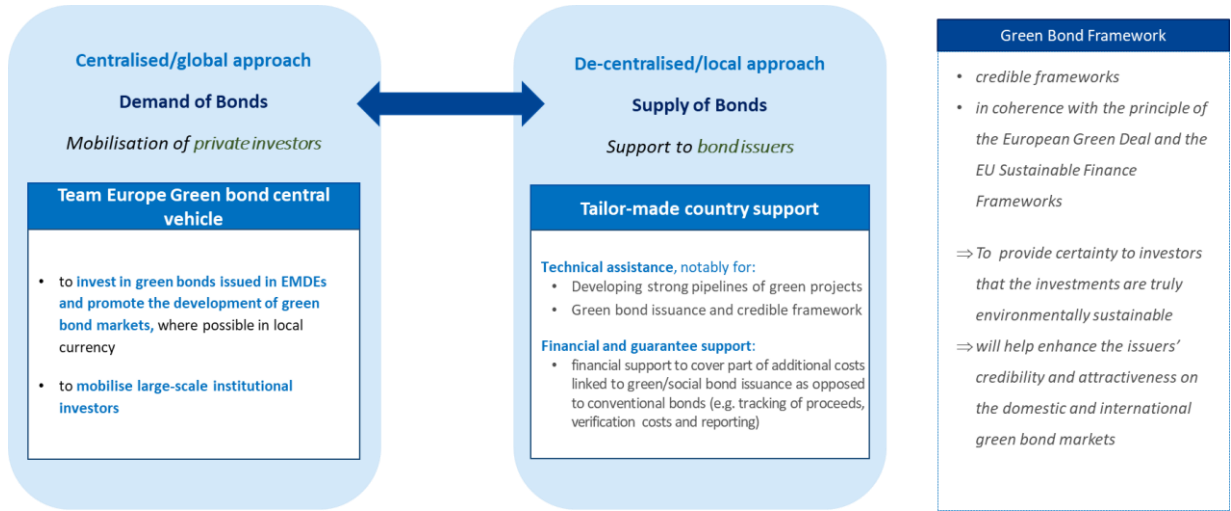 Centralised/global approach
Demand of Bonds
Mobilisation of private investors
Team Europe Green bond central
vehicle
• to invest in green bonds issued in EMDEs
and promote the development of green
bond markets, where possible in local
currency
• to mobilise large-scale institutional
investors
De-centralised/local approach
Supply of Bonds
Support to bond issuers
Tailor-made country support
Technical assistance, notably for:
• Developing strong pipelines of green projects
• Green bond issuance and credible framework
Financial and guarantee support:
• financial support to cover part of additional costs
linked to green/social bond issuance as opposed
to conventional bonds (e.g. tracking of proceeds,
verification costs and reporting)
Green Bond Framework
• credible frameworks
• in coherence with the principle of
the European Green Deal and the
EU Sustainable Finance
Frameworks
⇒ To provide certainty to investors
that the investments are truly
environmentally sustainable
⇒ will help enhance the issuers'
credibility and attractiveness on
the domestic and international
green bond markets